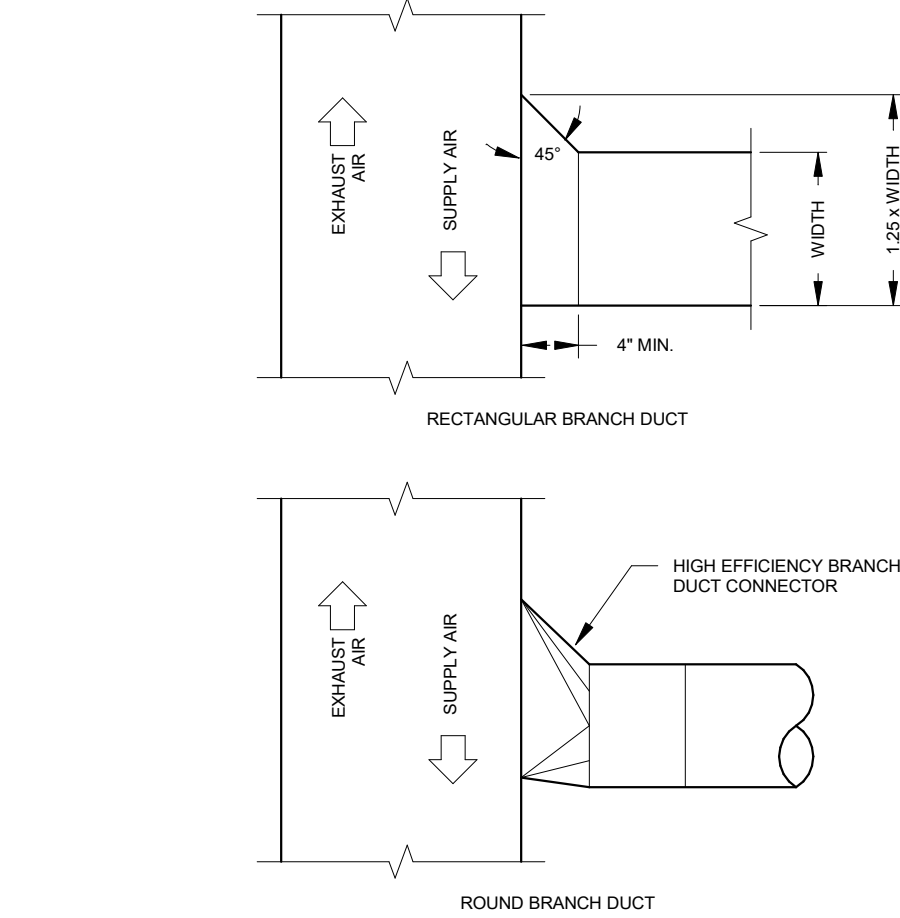 EXHAUST
AIR
SUPPLY AIR
45°
WIDTH
1.25 x WIDTH
4" MIN.
RECTANGULAR BRANCH DUCT
HIGH EFFICIENCY BRANCH
DUCT CONNECTOR
EXHAUST
AIR
SUPPLY AIR
ROUND BRANCH DUCT